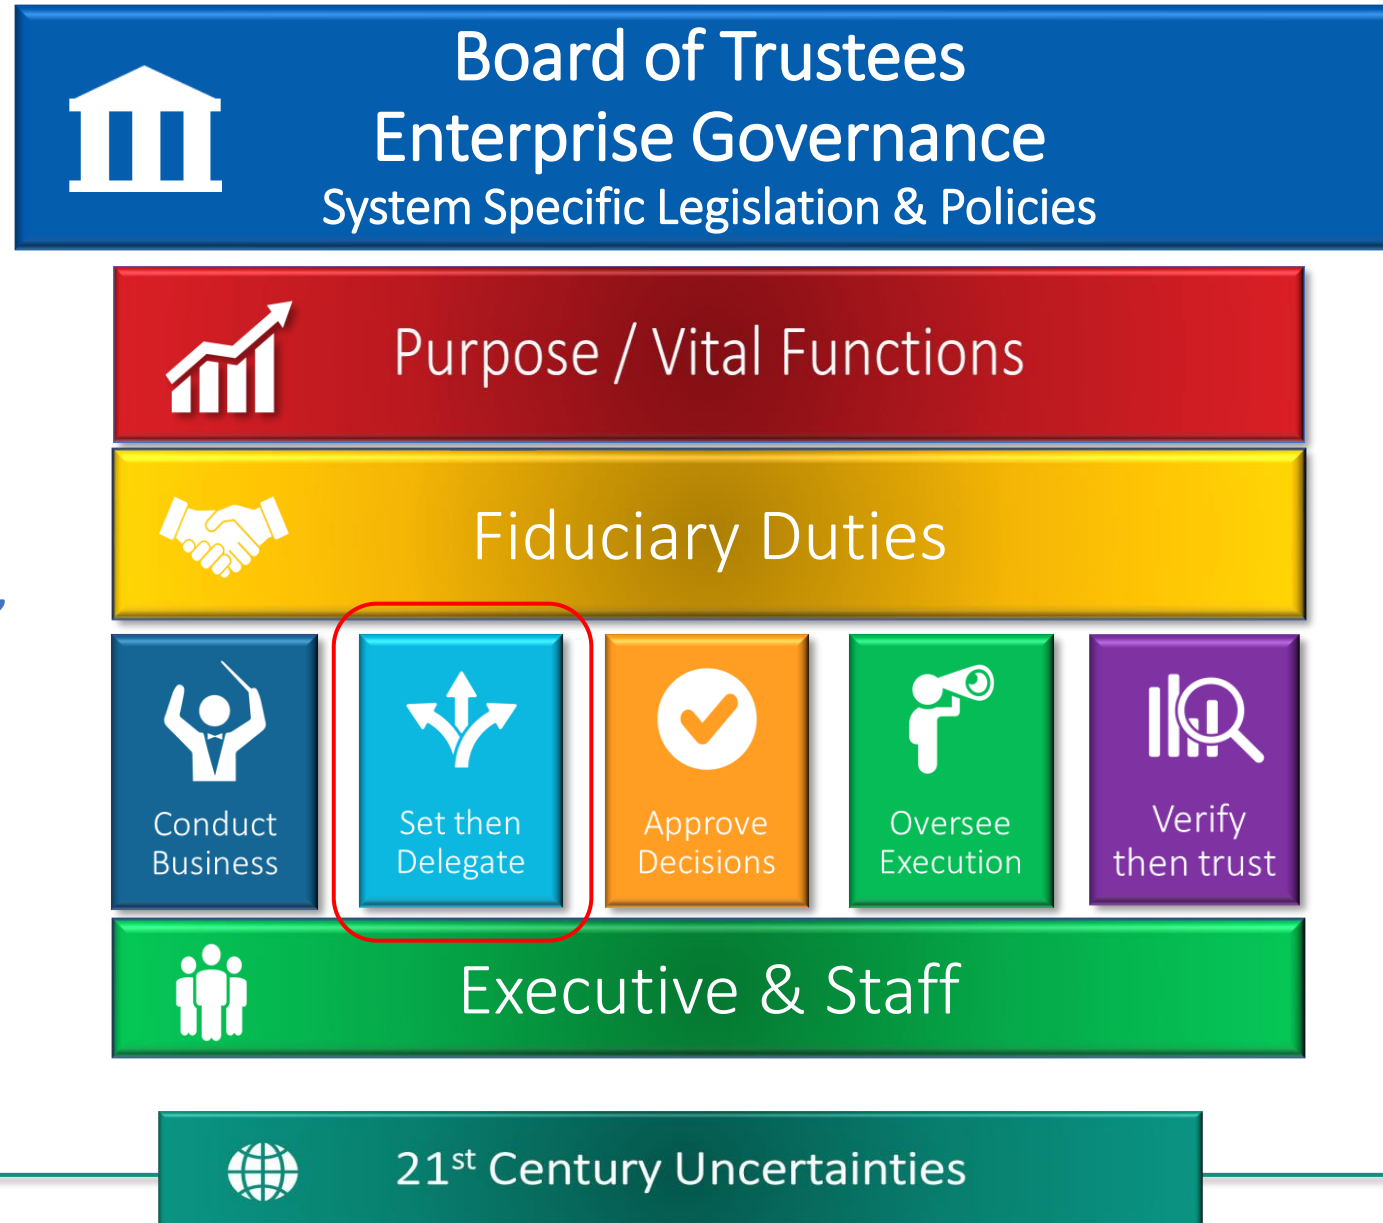 Board of Trustees
Enterprise Governance
System Specific Legislation & Policies
Purpose / Vital Functions
Fiduciary Duties
Conduct
Business
Set then
Delegate
Approve
Decisions
Oversee
Execution
Verify
then trust
Executive & Staff
21st Century Uncertainties